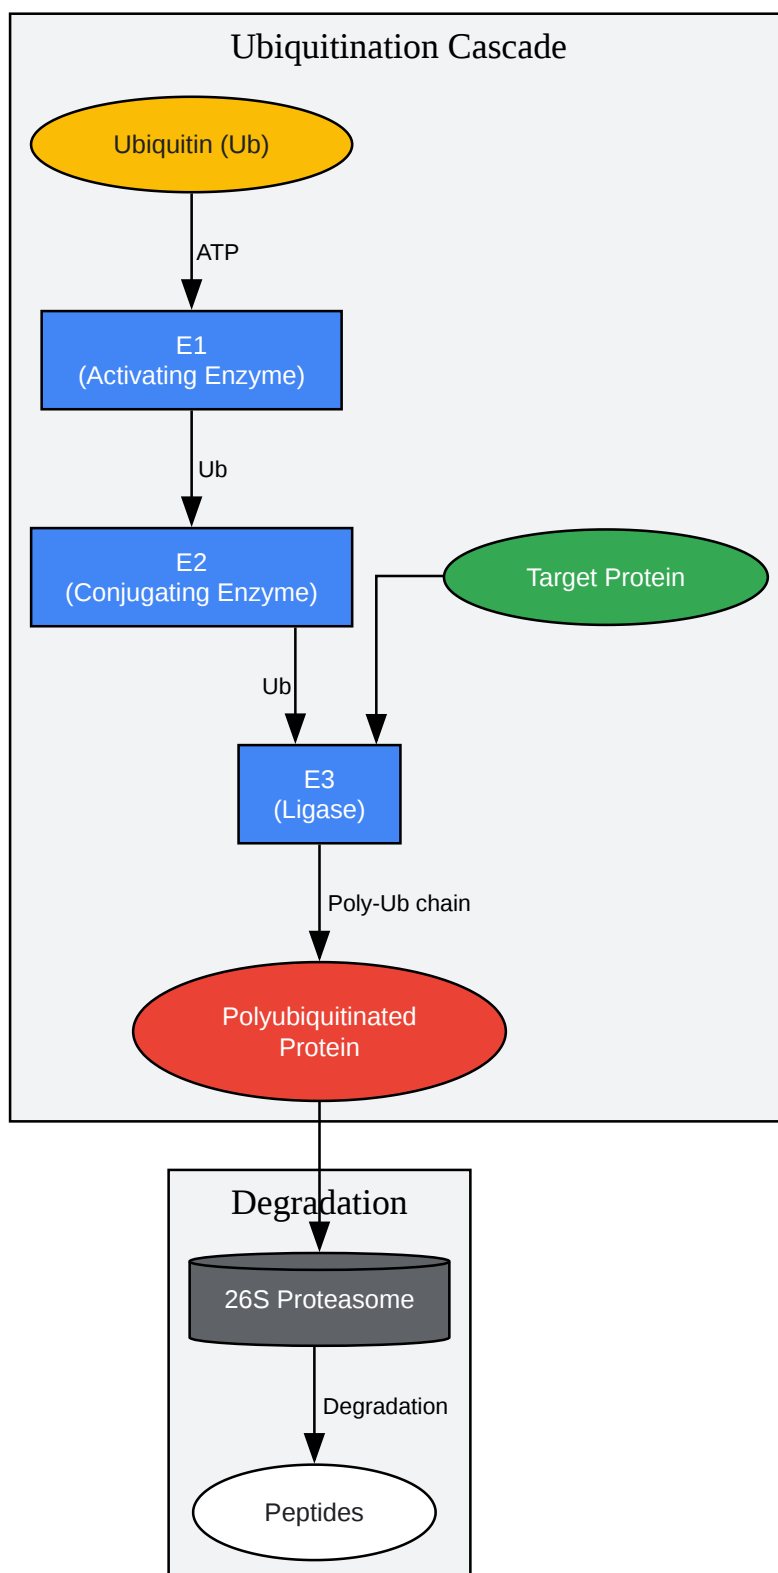 Ubiquitination Cascade
Ubiquitin (Ub)
ATP
E1
(Activating Enzyme)
Ub
E2
(Conjugating Enzyme)
Target Protein
Ub
E3
(Ligase)
Poly-Ub chain
Polyubiquitinated
Protein
Degradation
26S Proteasome
Degradation
Peptides